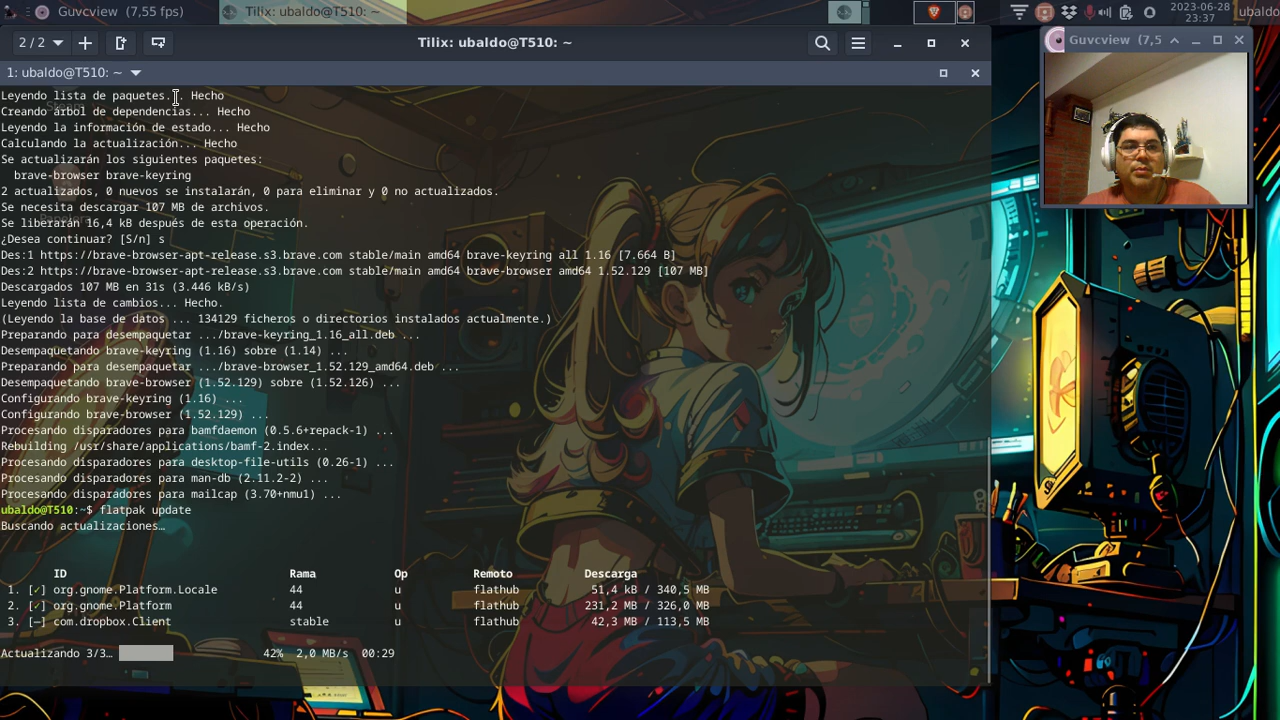 Guvcview (7,55 fps)
Tilix: ubaldo@T510: ~
2023-06-28
23:37
ubaldo
2 / 2
Tilix: ubaldo@T510: ~
Guvcview (7,5
1: ubaldo@T510: ~
Leyendo lista de paquetes... Hecho
Creando árbol de dependencias... Hecho
Leyendo la información de estado... Hecho
Calculando la actualización... Hecho
Se actualizarán los siguientes paquetes:
brave-browser brave-keyring
2 actualizados, 0 nuevos se instalarán, 0 para eliminar y 0 no actualizados.
Se necesita descargar 107 MB de archivos.
Se liberarán 16,4 kB después de esta operación.
¿Desea continuar? [S/n] s
Des:1 https://brave-browser-apt-release.s3.brave.com stable/main amd64 brave-keyring all 1.16 [7.664 B]
Des:2 https://brave-browser-apt-release.s3.brave.com stable/main amd64 brave-browser amd64 1.52.129 [107 MB]
Descargados 107 MB en 31s (3.446 kB/s)
Leyendo lista de cambios... Hecho.
(Leyendo la base de datos ... 134129 ficheros o directorios instalados actualmente.)
Preparando para desempaquetar .../brave-keyring_1.16_all.deb ...
Desempaquetando brave-keyring (1.16) sobre (1.14) ...
Preparando para desempaquetar .../brave-browser_1.52.129_amd64.deb ...
Desempaquetando brave-browser (1.52.129) sobre (1.52.126) ...
Configurando brave-keyring (1.16) ...
Configurando brave-browser (1.52.129) ...
Procesando disparadores para bamfdaemon (0.5.6+repack-1) ...
Rebuilding /usr/share/applications/bamf-2.index...
Procesando disparadores para desktop-file-utils (0.26-1) ...
Procesando disparadores para man-db (2.11.2-2) ...
Procesando disparadores para mailcap (3.70+nmu1) ...
ubaldo@T510:~$ flatpak update
Buscando actualizaciones…
ID Rama Op Remoto Descarga
1. [✓] org.gnome.Platform.Locale 44 u flathub 51,4 kB / 340,5 MB
2. [✓] org.gnome.Platform 44 u flathub 231,2 MB / 326,0 MB
3. [—] com.dropbox.Client stable u flathub 42,3 MB / 113,5 MB
Actualizando 3/3… 42% 2,0 MB/s 00:29